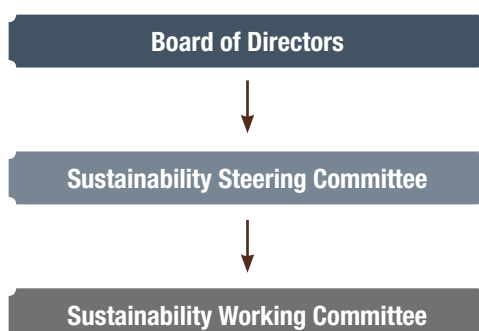 Board of Directors
Sustainability Steering Committee
Sustainability Working Committee